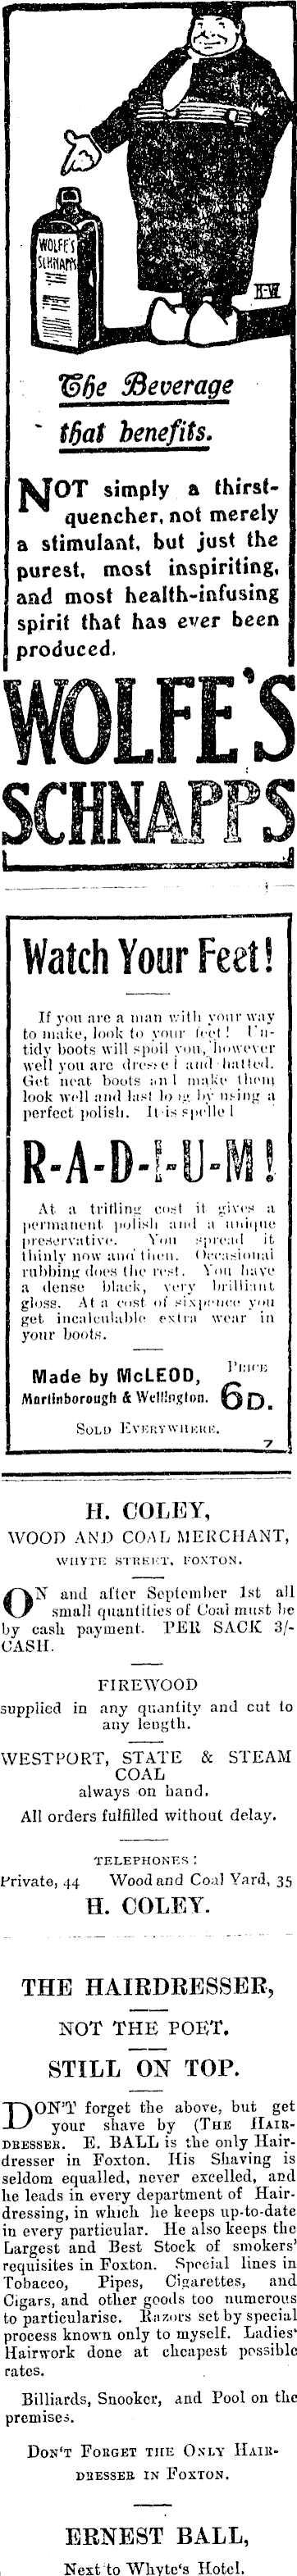 WOLFE'S
SCHNAPPS
The Beverage
that benefits.
NOT simply a thirst-
quencher, not merely
a stimulant, but just the
purest, most inspiriting,
and most health-infusing
spirit that has ever been
produced.
WOLFE'S
SCHNAPPS
Watch Your Feet!
If you are a man with your way
to make, look to your feet! Un-
tidy boots will spoil you, however
well you are dressed and hatted.
Get neat boots and make them
look well and last long by using a
perfect polish. It is spelled
R-A-D-I-U-M!
At a trifling cost it gives a
permanent polish and a unique
preservative. You spread it
thinly now and then. Occasional
rubbing does the rest. You have
a dense black, very brilliant
gloss. At a cost of sixpence you
get incalculable extra wear in
your boots.
Made by McLEOD, PRICE
Martinborough & Wellington. 6D.
SOLD EVERYWHERE.
7
H. COLEY,
WOOD AND COAL MERCHANT,
WHYTE STREET, FOXTON.
ON and after September 1st all
small quantities of Coal must be
by cash payment. PER SACK 3/-
CASH.
FIREWOOD
supplied in any quantity and cut to
any length.
WESTPORT, STATE & STEAM
COAL
always on hand.
All orders fulfilled without delay.
TELEPHONES:
Private, 44 Wood and Coal Yard, 35
H. COLEY.
THE HAIRDRESSER,
NOT THE POET.
STILL ON TOP.
DON'T forget the above, but get
your shave by (THE HAIR-
DRESSER. E. BALL is the only Hair-
dresser in Foxton. His Shaving is
seldom equalled, never excelled, and
he leads in every department of Hair-
dressing, in which he keeps up-to-date
in every particular. He also keeps the
Largest and Best Stock of smokers'
requisites in Foxton. Special lines in
Tobacco, Pipes, Cigarettes, and
Cigars, and other goods too numerous
to particularise. Razors set by special
process known only to myself. Ladies'
Hairwork done at cheapest possible
rates.
Billiards, Snooker, and Pool on the
premises.
DON'T FORGET THE ONLY HAIR-
DRESSER IN FOXTON.
ERNEST BALL,
Next to Whyte's Hotel.